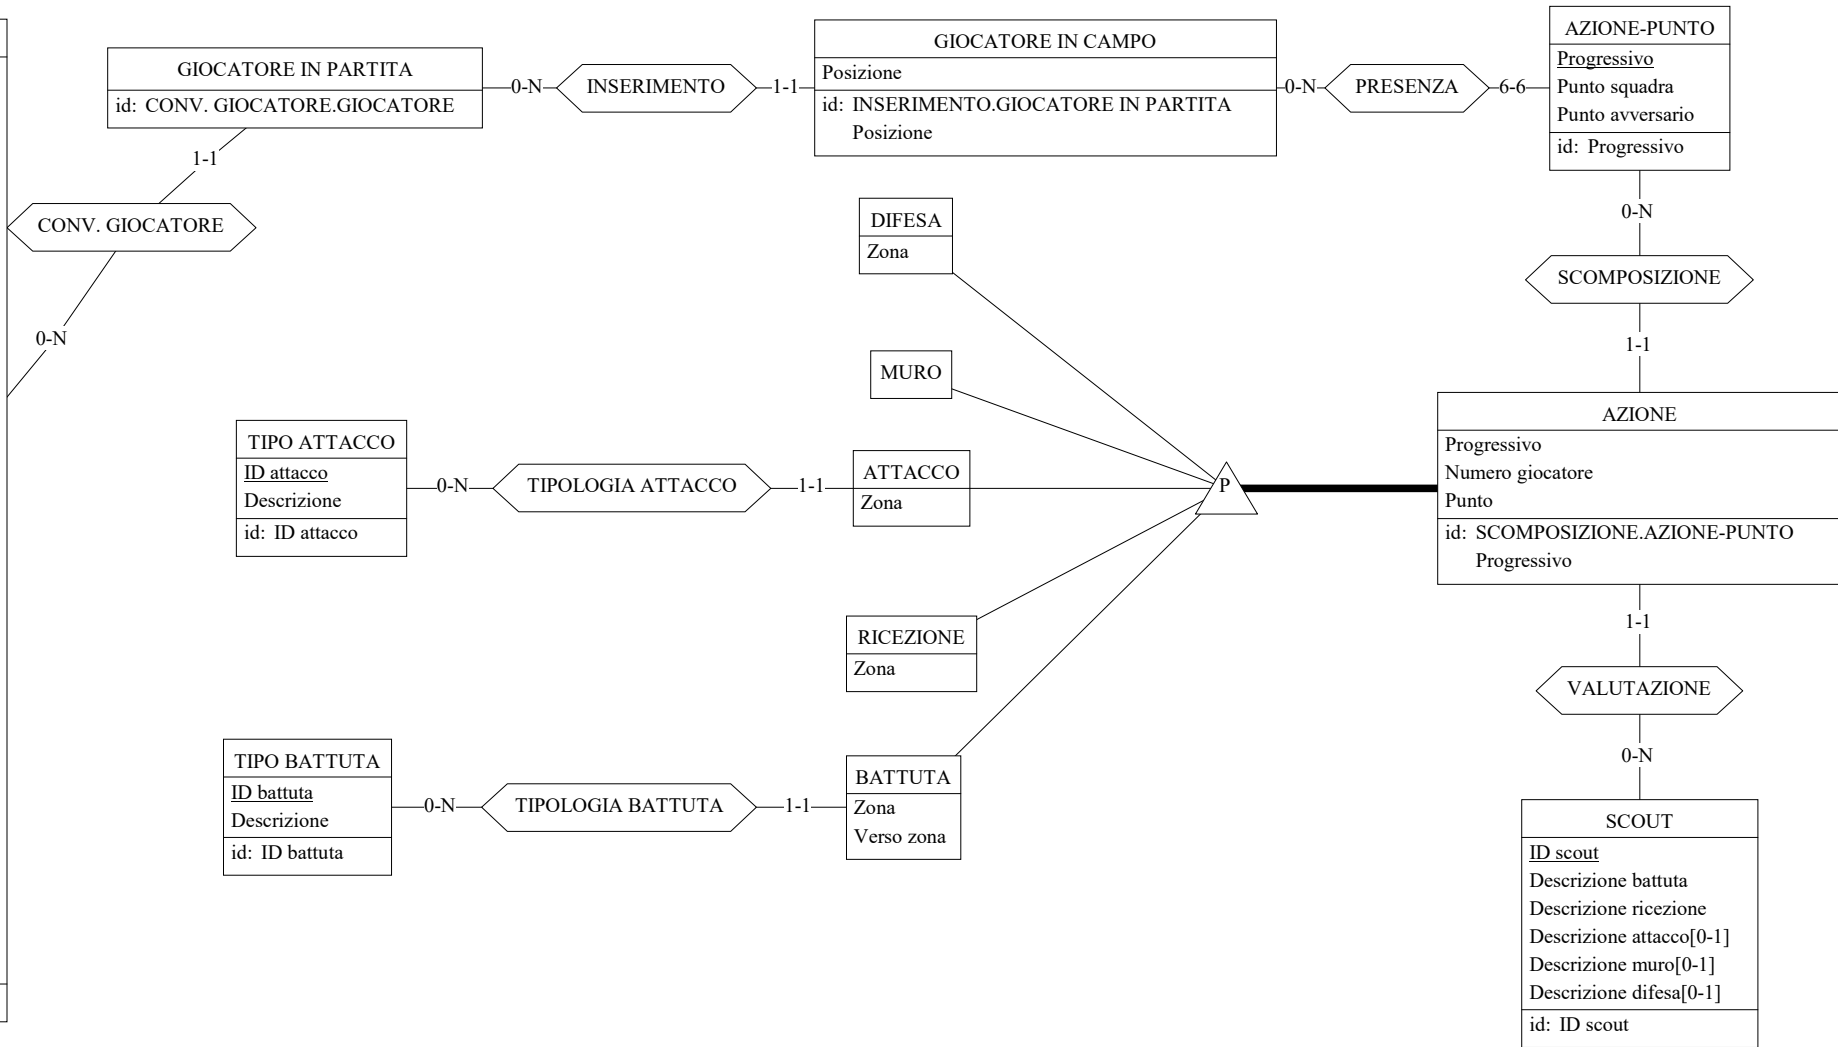 GIOCATORE IN PARTITA
id: CONV. GIOCATORE.GIOCATORE
0-N
INSERIMENTO
1-1
GIOCATORE IN CAMPO
Posizione
id: INSERIMENTO.GIOCATORE IN PARTITA
Posizione
0-N
PRESENZA
6-6
AZIONE-PUNTO
Progressivo
Punto squadra
Punto avversario
id: Progressivo
1-1
CONV. GIOCATORE
0-N
0-N
SCOMPOSIZIONE
1-1
DIFESA
Zona
MURO
TIPO ATTACCO
ID attacco
Descrizione
id: ID attacco
0-N
TIPOLOGIA ATTACCO
1-1
ATTACCO
Zona
P
AZIONE
Progressivo
Numero giocatore
Punto
id: SCOMPOSIZIONE.AZIONE-PUNTO
Progressivo
RICEZIONE
Zona
1-1
VALUTAZIONE
0-N
TIPO BATTUTA
ID battuta
Descrizione
id: ID battuta
0-N
TIPOLOGIA BATTUTA
1-1
BATTUTA
Zona
Verso zona
SCOUT
ID scout
Descrizione battuta
Descrizione ricezione
Descrizione attacco[0-1]
Descrizione muro[0-1]
Descrizione difesa[0-1]
id: ID scout